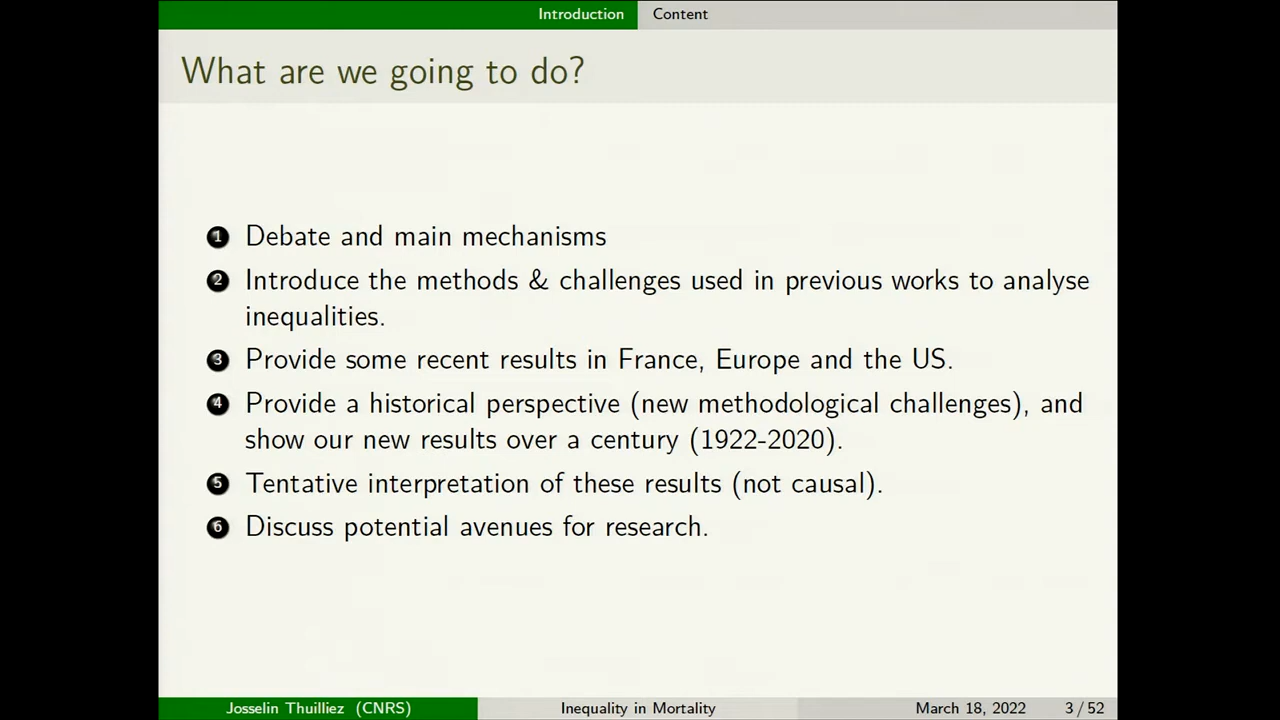 Introduction Content
What are we going to do?
1 Debate and main mechanisms
2 Introduce the methods & challenges used in previous works to analyse
inequalities.
3 Provide some recent results in France, Europe and the US.
4 Provide a historical perspective (new methodological challenges), and
show our new results over a century (1922-2020).
5 Tentative interpretation of these results (not causal).
6 Discuss potential avenues for research.
Josselin Thuilliez (CNRS) Inequality in Mortality March 18, 2022 3 / 52